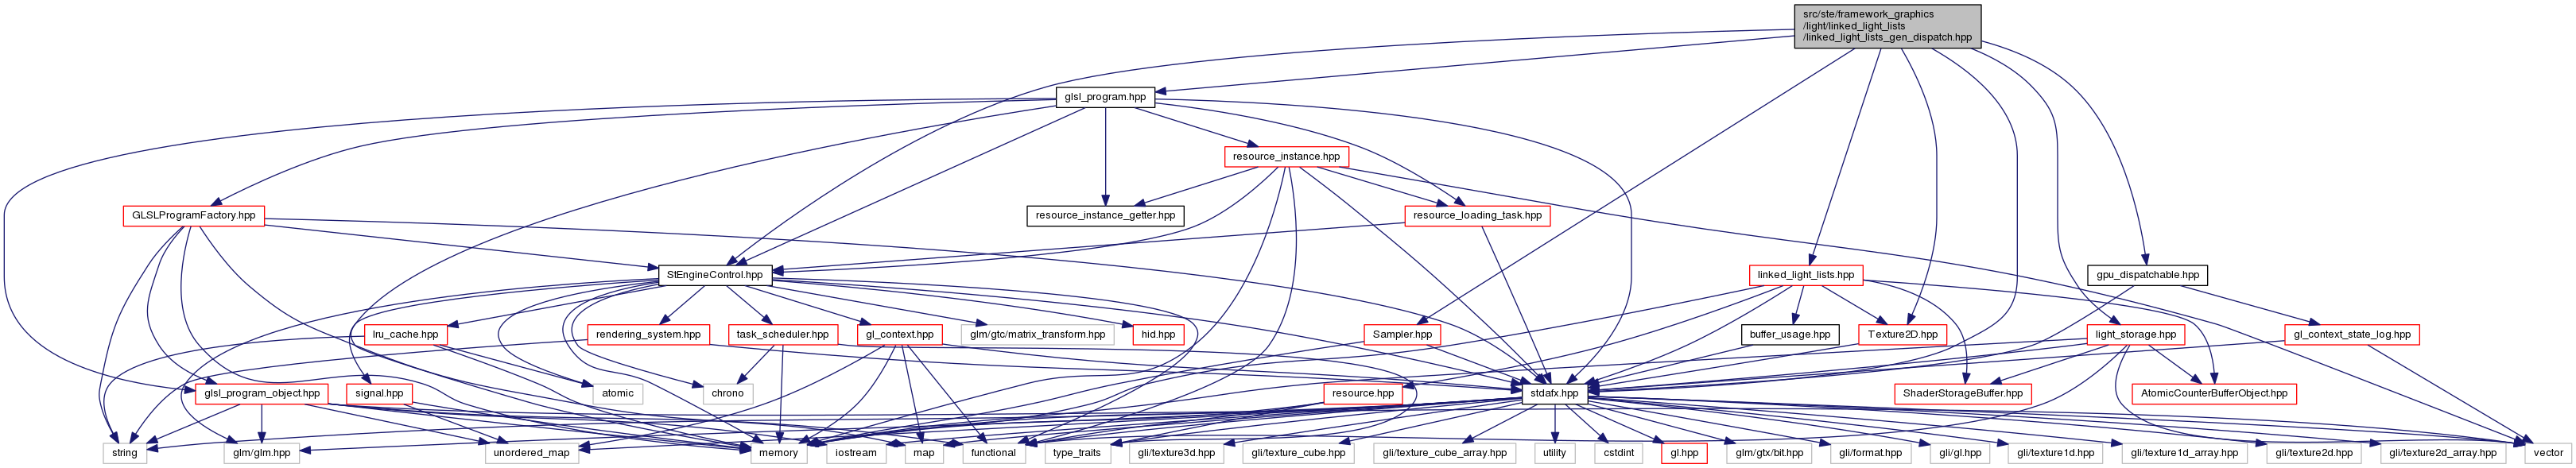 src/ste/framework_graphics
/light/linked_light_lists
/linked_light_lists_gen_dispatch.hpp
glsl_program.hpp
resource_instance.hpp
GLSLProgramFactory.hpp
resource_instance_getter.hpp
resource_loading_task.hpp
StEngineControl.hpp
linked_light_lists.hpp
gpu_dispatchable.hpp
lru_cache.hpp
rendering_system.hpp
task_scheduler.hpp
gl_context.hpp
glm/gtc/matrix_transform.hpp
hid.hpp
Sampler.hpp
buffer_usage.hpp
Texture2D.hpp
light_storage.hpp
gl_context_state_log.hpp
glsl_program_object.hpp
signal.hpp
atomic
chrono
resource.hpp
stdafx.hpp
ShaderStorageBuffer.hpp
AtomicCounterBufferObject.hpp
string
glm/glm.hpp
unordered_map
memory
iostream
map
functional
type_traits
gli/texture3d.hpp
gli/texture_cube.hpp
gli/texture_cube_array.hpp
utility
cstdint
gl.hpp
glm/gtx/bit.hpp
gli/format.hpp
gli/gl.hpp
gli/texture1d.hpp
gli/texture1d_array.hpp
gli/texture2d.hpp
gli/texture2d_array.hpp
vector